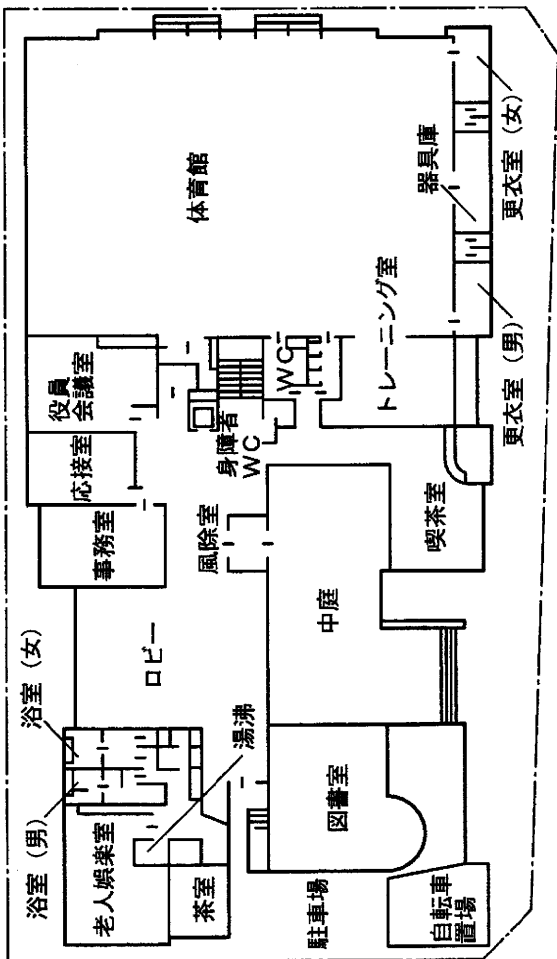 浴室（男）
浴室（女）
老人娯楽室
茶室
湯沸
ロビー
事務室
応接室
役員
会議室
体育館
風除室
身障者
WC
WC
トレーニング室
器具庫
更衣室（男）
更衣室（女）
喫茶室
中庭
図書室
駐車場
自転車
置場